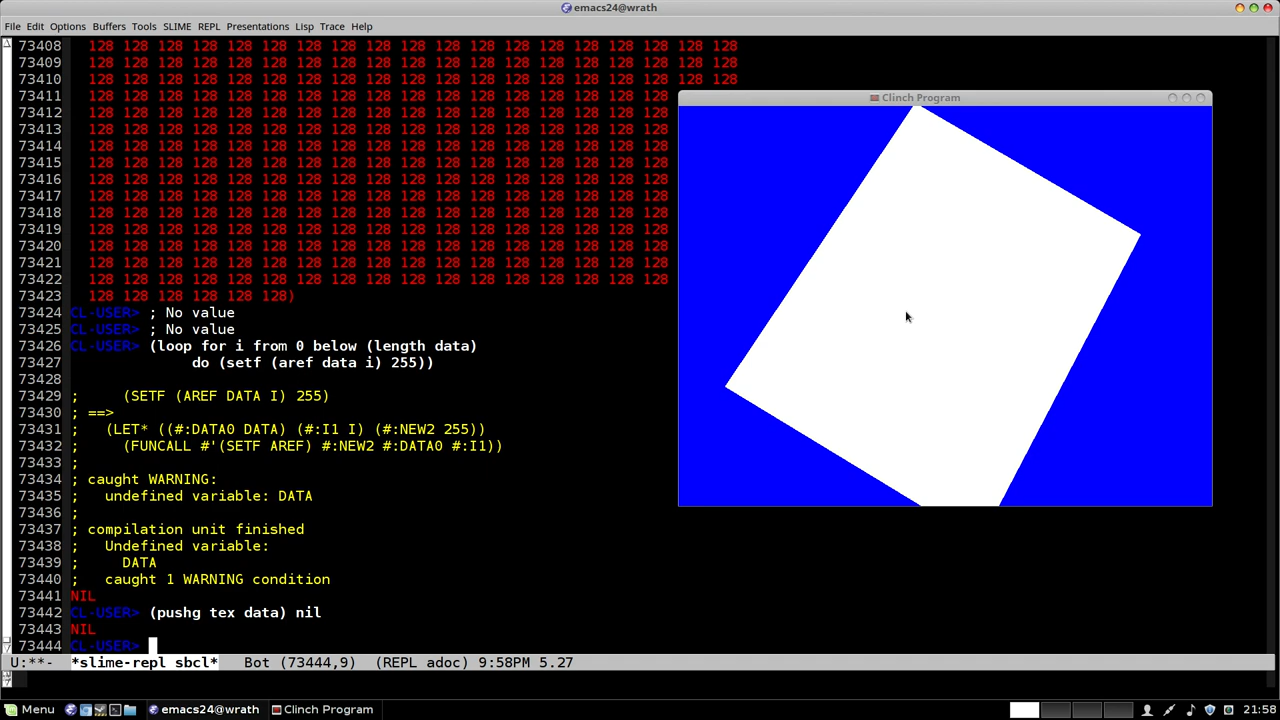 emacs24@wrath
File Edit Options Buffers Tools SLIME REPL Presentations Lisp Trace Help
73408 128 128 128 128 128 128 128 128 128 128 128 128 128 128 128 128 128 128 128
73409 128 128 128 128 128 128 128 128 128 128 128 128 128 128 128 128 128 128 128
73410 128 128 128 128 128 128 128 128 128 128 128 128 128 128 128 128 128 128 128
73411 128 128 128 128 128 128 128 128 128 128 128 128 128 128 128 128 128
Clinch Program
73412 128 128 128 128 128 128 128 128 128 128 128 128 128 128 128 128 128
73413 128 128 128 128 128 128 128 128 128 128 128 128 128 128 128 128 128
73414 128 128 128 128 128 128 128 128 128 128 128 128 128 128 128 128 128
73415 128 128 128 128 128 128 128 128 128 128 128 128 128 128 128 128 128
73416 128 128 128 128 128 128 128 128 128 128 128 128 128 128 128 128 128
73417 128 128 128 128 128 128 128 128 128 128 128 128 128 128 128 128 128
73418 128 128 128 128 128 128 128 128 128 128 128 128 128 128 128 128 128
73419 128 128 128 128 128 128 128 128 128 128 128 128 128 128 128 128 128
73420 128 128 128 128 128 128 128 128 128 128 128 128 128 128 128 128 128
73421 128 128 128 128 128 128 128 128 128 128 128 128 128 128 128 128 128
73422 128 128 128 128 128 128 128 128 128 128 128 128 128 128 128 128 128
73423 128 128 128 128 128 128)
73424 CL-USER> ; No value
73425 CL-USER> ; No value
73426 CL-USER> (loop for i from 0 below (length data)
73427 do (setf (aref data i) 255))
73428
73429 ; (SETF (AREF DATA I) 255)
73430 ; ==>
73431 ; (LET* ((#:DATA0 DATA) (#:I1 I) (#:NEW2 255))
73432 ; (FUNCALL #'(SETF AREF) #:NEW2 #:DATA0 #:I1))
73433 ;
73434 ; caught WARNING:
73435 ; undefined variable: DATA
73436 ;
73437 ; compilation unit finished
73438 ; Undefined variable:
73439 ; DATA
73440 ; caught 1 WARNING condition
73441 NIL
73442 CL-USER> (pushg tex data) nil
73443 NIL
73444 CL-USER>
U:**- *slime-repl sbcl* Bot (73444,9) (REPL adoc) 9:58PM 5.27
Menu emacs24@wrath Clinch Program 21:58